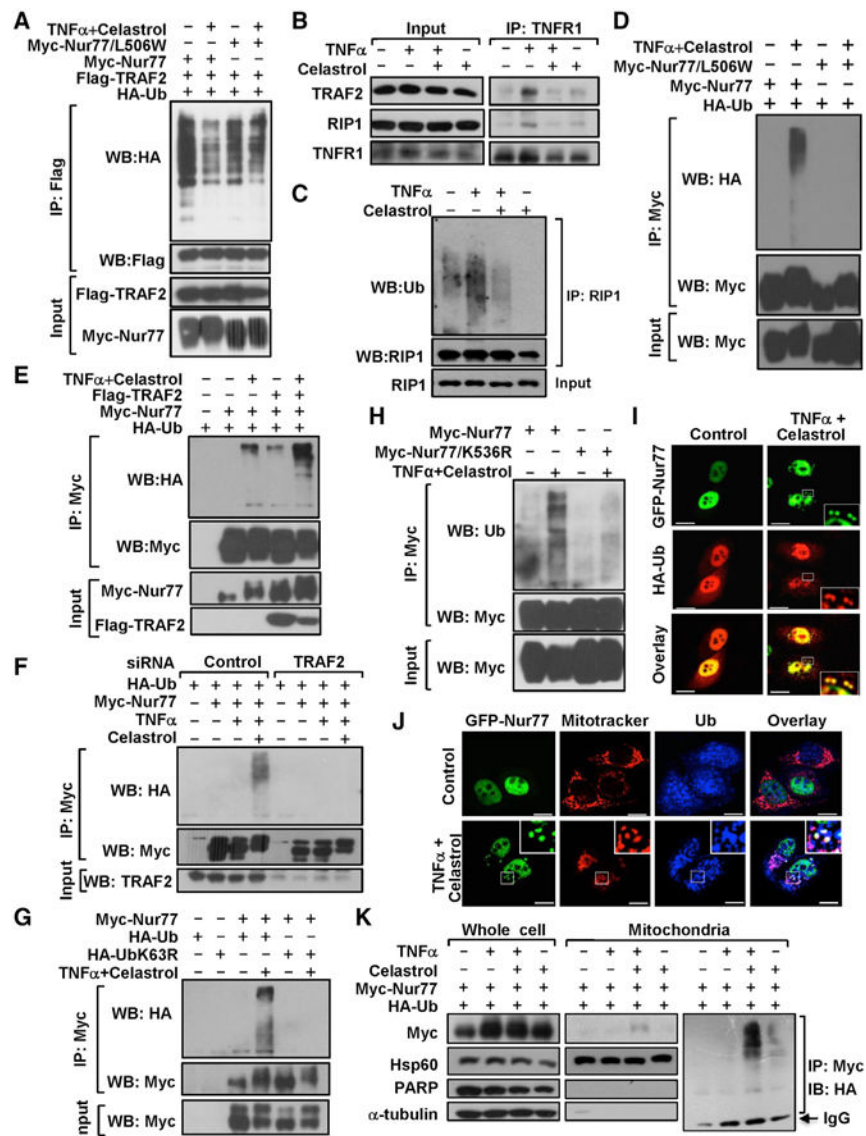 A
TNFα+Celastrol - + - +
Myc-Nur77/L506W - - + +
Myc-Nur77 + + - -
Flag-TRAF2 + + + +
HA-Ub + + + +
IP: Flag
WB:HA
WB:Flag
Input
Flag-TRAF2
Myc-Nur77
B
Input IP: TNFR1
TNFα - + + - - + + -
Celastrol - - + + - - + +
TRAF2
RIP1
TNFR1
C
TNFα - + + -
Celastrol - - + +
WB:Ub
WB:RIP1
IP: RIP1
RIP1 Input
D
TNFα+Celastrol - + - +
Myc-Nur77/L506W - - + +
Myc-Nur77 + + - -
HA-Ub + + + +
IP: Myc
WB: HA
WB: Myc
Input
WB: Myc
E
TNFα+Celastrol - - + - +
Flag-TRAF2 - - - + +
Myc-Nur77 - + + + +
HA-Ub + + + + +
IP: Myc
WB:HA
WB:Myc
Input
Myc-Nur77
Flag-TRAF2
F
siRNA Control TRAF2
HA-Ub + + + + + + + +
Myc-Nur77 - + + + - + + +
TNFα - - + + - - + +
Celastrol - - - + - - - +
IP: Myc
WB: HA
WB: Myc
Input
WB: TRAF2
G
Myc-Nur77 - - + + + +
HA-Ub + - + + - -
HA-UbK63R - + - - + +
TNFα+Celastrol - - - + - +
IP: Myc
WB: HA
WB: Myc
nput
WB: Myc
H
Myc-Nur77 + + - -
Myc-Nur77/K536R - - + +
TNFα+Celastrol - + - +
IP: Myc
WB: Ub
WB: Myc
Input
WB: Myc
I
Control TNFα + Celastrol
GFP-Nur77
HA-Ub
Overlay
J
GFP-Nur77 Mitotracker Ub Overlay
Control
TNFα + Celastrol
K
Whole cell Mitochondria
TNFα - + + - - + + - - + + -
Celastrol - - + + - - + + - - + +
Myc-Nur77 + + + + + + + + + + + +
HA-Ub + + + + + + + + + + + +
Myc
Hsp60
PARP
α-tubulin
IP: Myc
IB: HA
IgG